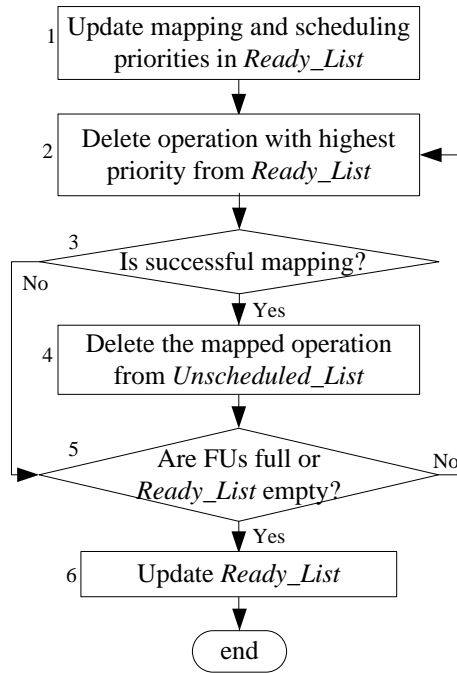 1
Update mapping and scheduling
priorities in Ready_List
2
Delete operation with highest
priority from Ready_List
3
Is successful mapping?
No
Yes
4
Delete the mapped operation
from Unscheduled_List
5
Are FUs full or
Ready_List empty?
No
Yes
6
Update Ready_List
end